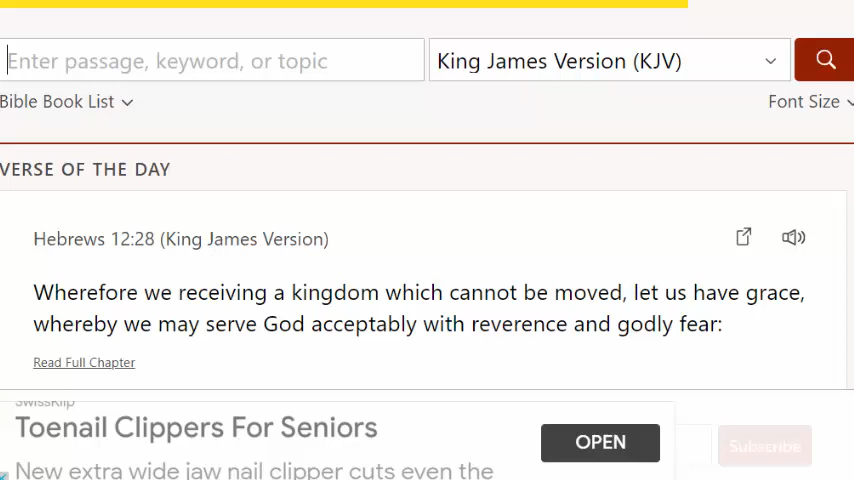 Enter passage, keyword, or topic
King James Version (KJV)
Bible Book List
Font Size
VERSE OF THE DAY
Hebrews 12:28 (King James Version)
Wherefore we receiving a kingdom which cannot be moved, let us have grace,
whereby we may serve God acceptably with reverence and godly fear:
Read Full Chapter
SwissKlip
Toenail Clippers For Seniors
OPEN
Subscribe
New extra wide jaw nail clipper cuts even the